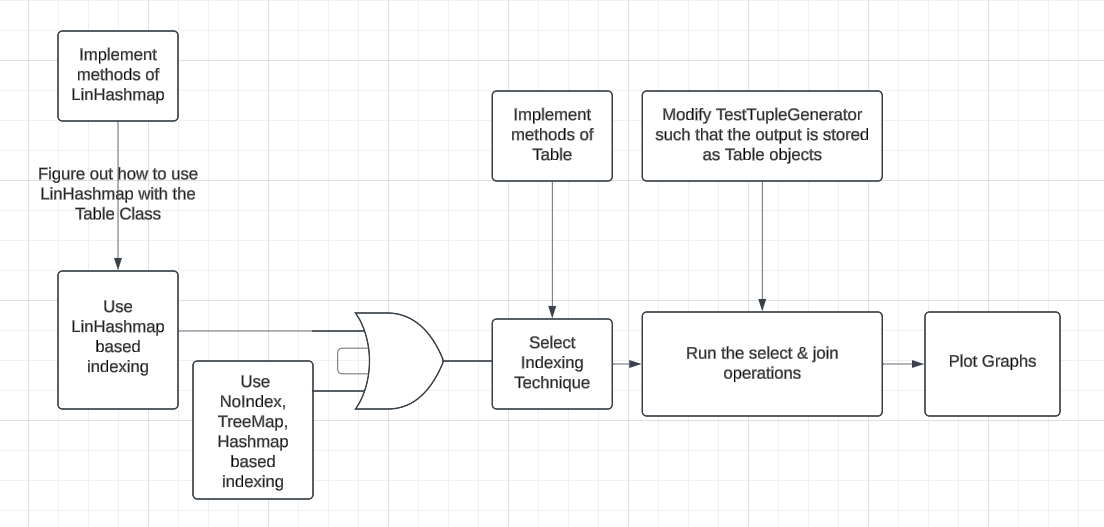 Implement
methods of
LinHashmap
Figure out how to use
LinHashmap with the
Table Class
Use
LinHashmap
based
indexing
Use
NoIndex,
TreeMap,
Hashmap
based
indexing
Implement
methods of
Table
Select
Indexing
Technique
Modify TestTupleGenerator
such that the output is stored
as Table objects
Run the select & join
operations
Plot Graphs